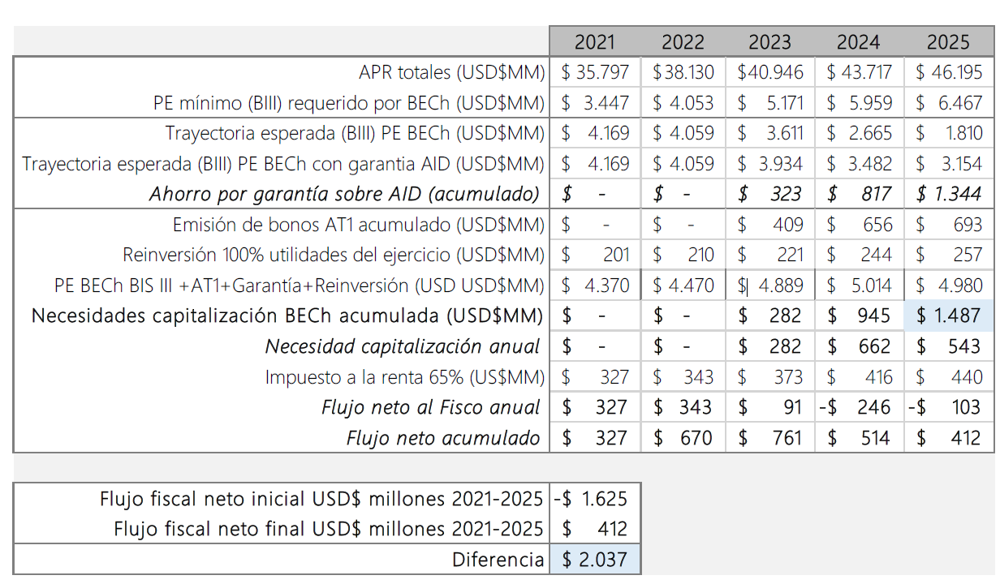 2021 2022 2023 2024 2025
APR totales (USD$MM) $ 35.797 $38.130 $40.946 $ 43.717 $ 46.195
PE mínimo (BIII) requerido por BECh (USD$MM) $ 3.447 $ 4.053 $ 5.171 $ 5.959 $ 6.467
Trayectoria esperada (BIII) PE BECh (USD$MM) $ 4.169 $ 4.059 $ 3.611 $ 2.665 $ 1.810
Trayectoria esperada (BIII) PE BECh con garantia AID (USD$MM) $ 4.169 $ 4.059 $ 3.934 $ 3.482 $ 3.154
Ahorro por garantía sobre AID (acumulado) $ - $ - $ 323 $ 817 $ 1.344
Emisión de bonos AT1 acumulado (USD$MM) $ - $ - $ 409 $ 656 $ 693
Reinversión 100% utilidades del ejercicio (USD$MM) $ 201 $ 210 $ 221 $ 244 $ 257
PE BECh BIS III +AT1+Garantía+Reinversión (USD USD$MM) $ 4.370 $ 4.470 $ 4.889 $ 5.014 $ 4.980
Necesidades capitalización BECh acumulada (USD$MM) $ - $ - $ 282 $ 945 $ 1.487
Necesidad capitalización anual $ - $ - $ 282 $ 662 $ 543
Impuesto a la renta 65% (US$MM) $ 327 $ 343 $ 373 $ 416 $ 440
Flujo neto al Fisco anual $ 327 $ 343 $ 91 -$ 246 -$ 103
Flujo neto acumulado $ 327 $ 670 $ 761 $ 514 $ 412
Flujo fiscal neto inicial USD$ millones 2021-2025 -$ 1.625
Flujo fiscal neto final USD$ millones 2021-2025 $ 412
Diferencia $ 2.037